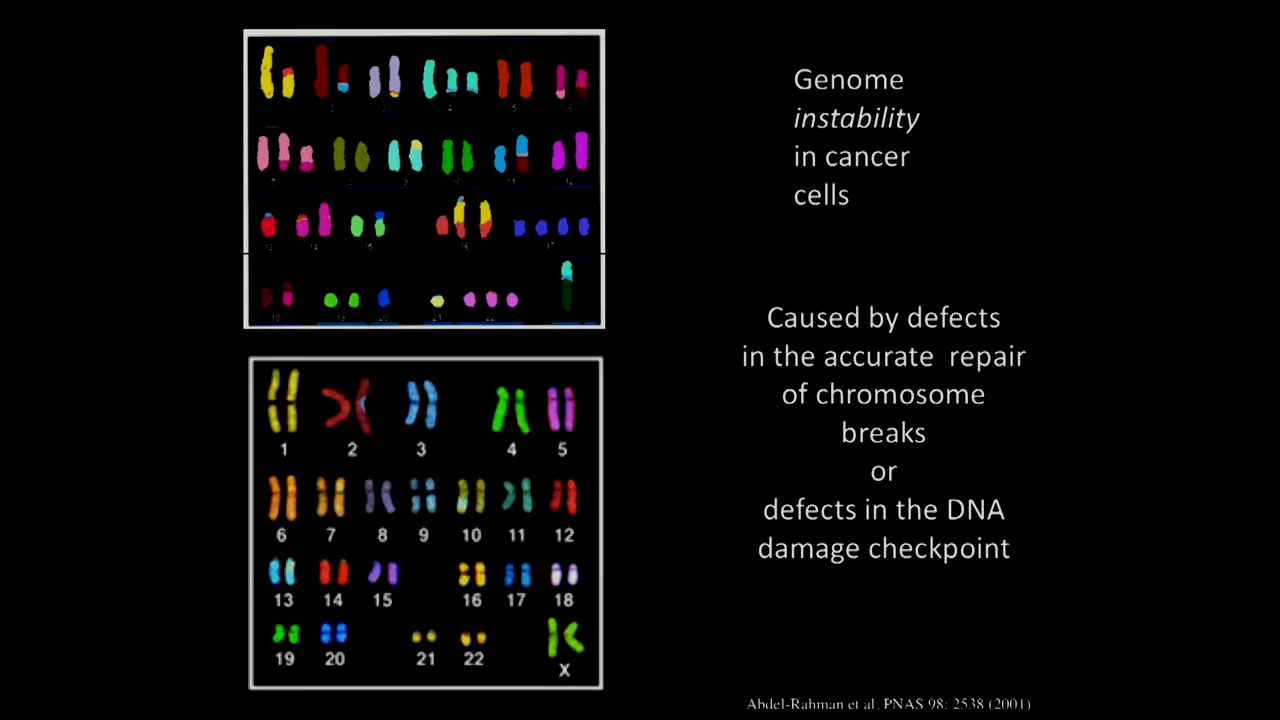 Genome
instability
in cancer
cells
Caused by defects
in the accurate repair
of chromosome
breaks
or
defects in the DNA
damage checkpoint
1 2 3 4 5
6 7 8 9 10 11 12
13 14 15 16 17 18
19 20 21 22 X
Abdel-Rahman et al. PNAS 98: 2538 (2001)